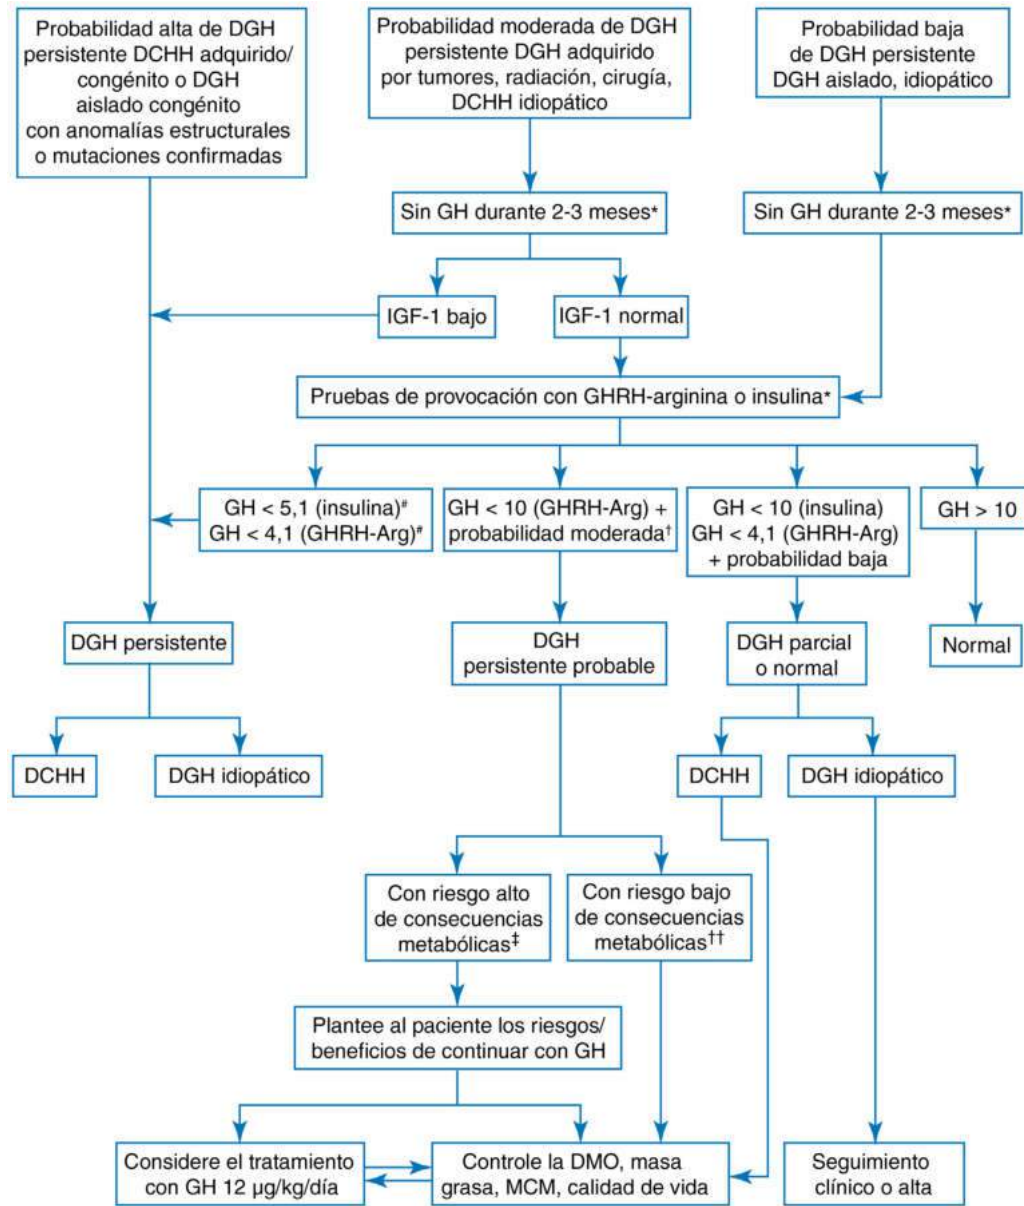 Probabilidad alta de DGH
persistente DCHH adquirido/
congénito o DGH
aislado congénito
con anomalías estructurales
o mutaciones confirmadas
Probabilidad moderada de DGH
persistente DGH adquirido
por tumores, radiación, cirugía,
DCHH idiopático
Probabilidad baja
de DGH persistente
DGH aislado, idiopático
Sin GH durante 2-3 meses*
Sin GH durante 2-3 meses*
IGF-1 bajo
IGF-1 normal
Pruebas de provocación con GHRH-arginina o insulina*
GH < 5,1 (insulina)#
GH < 4,1 (GHRH-Arg)#
GH < 10 (GHRH-Arg) +
probabilidad moderada†
GH < 10 (insulina)
GH < 4,1 (GHRH-Arg)
+ probabilidad baja
GH > 10
DGH persistente
DGH
persistente probable
DGH parcial
o normal
Normal
DCHH
DGH idiopático
DCHH
DGH idiopático
Con riesgo alto
de consecuencias
metabólicas‡
Con riesgo bajo
de consecuencias
metabólicas††
Plantee al paciente los riesgos/
beneficios de continuar con GH
Considere el tratamiento
con GH 12 µg/kg/día
Controle la DMO, masa
grasa, MCM, calidad de vida
Seguimiento
clínico o alta